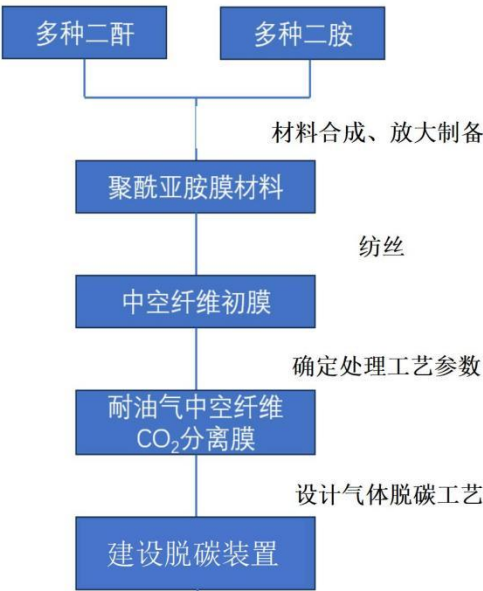 多种二酐
多种二胺
材料合成、放大制备
聚酰亚胺膜材料
纺丝
中空纤维初膜
确定处理工艺参数
耐油气中空纤维
CO₂分离膜
设计气体脱碳工艺
建设脱碳装置